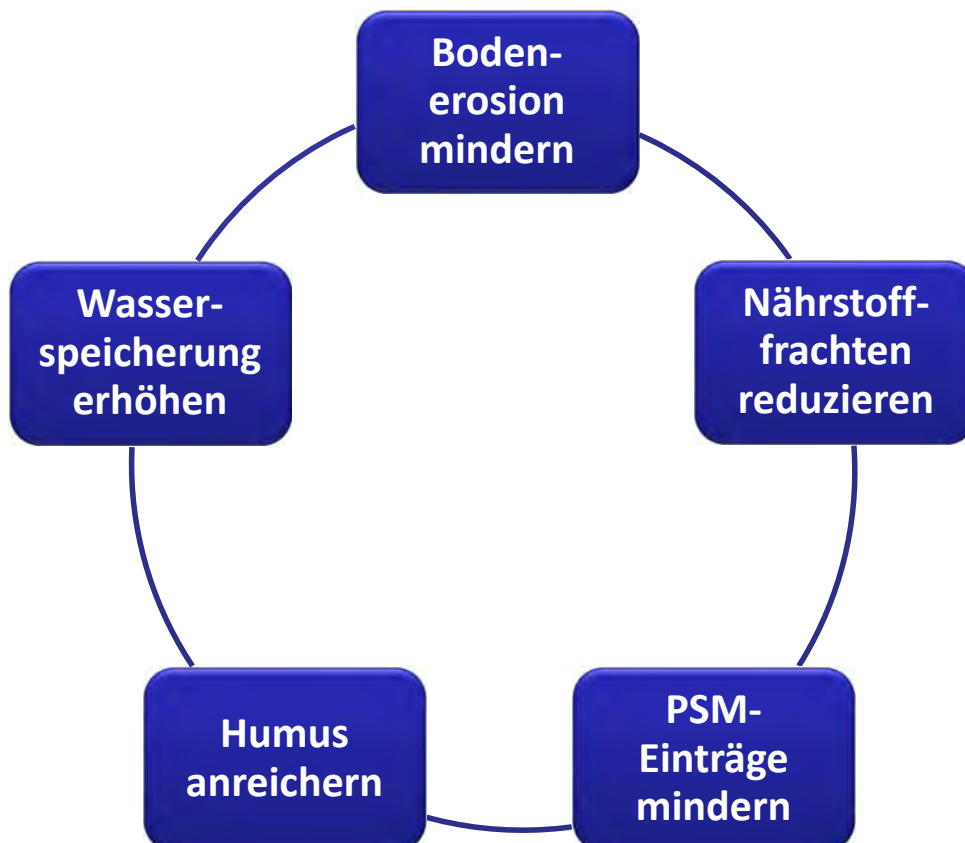 Boden-
erosion
mindern
Nährstoff-
frachten
reduzieren
PSM-
Einträge
mindern
Humus
anreichern
Wasser-
speicherung
erhöhen